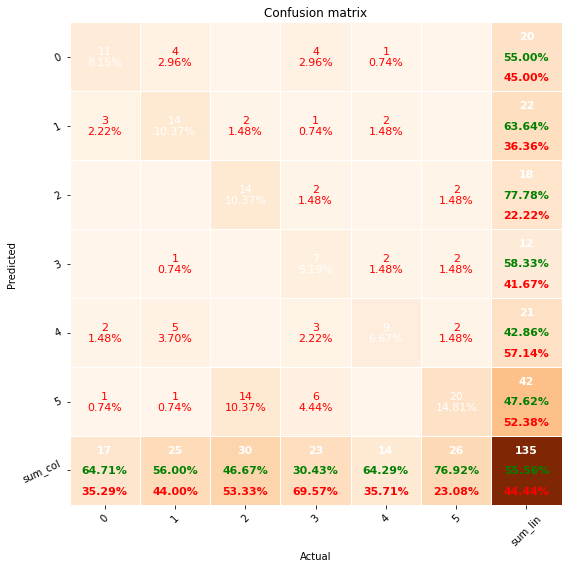 Confusion matrix
11 4 4 1 20
8.15% 2.96% 2.96% 0.74% 55.00%
45.00%
0
3 14 2 1 2 22
2.22% 10.37% 1.48% 0.74% 1.48% 63.64%
36.36%
1
14 2 2 18
10.37% 1.48% 1.48% 77.78%
22.22%
2
1 7 2 2 12
0.74% 5.19% 1.48% 1.48% 58.33%
41.67%
3
2 5 3 9 2 21
1.48% 3.70% 2.22% 6.67% 1.48% 42.86%
57.14%
4
1 1 14 6 20 42
0.74% 0.74% 10.37% 4.44% 14.81% 47.62%
52.38%
5
17 25 30 23 14 26 135
64.71% 56.00% 46.67% 30.43% 64.29% 76.92% 55.56%
35.29% 44.00% 53.33% 69.57% 35.71% 23.08% 44.44%
sum_col
0 1 2 3 4 5 sum_lin
Predicted
Actual